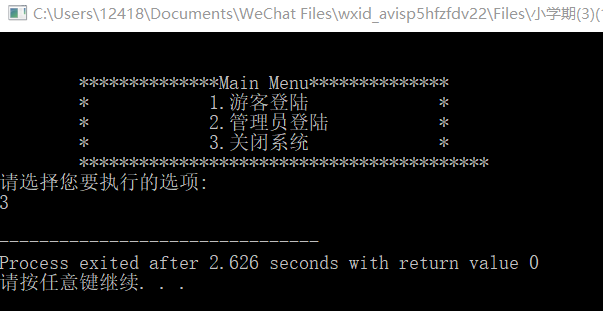 C:\Users\12418\Documents\WeChat Files\wxid_avisp5hfzfdv22\Files\小学期(3)(
**************Main Menu**************
* 1.游客登陆 *
* 2.管理员登陆 *
* 3.关闭系统 *
*****************************************
请选择您要执行的选项:
3
--------------------------------
Process exited after 2.626 seconds with return value 0
请按任意键继续. . .